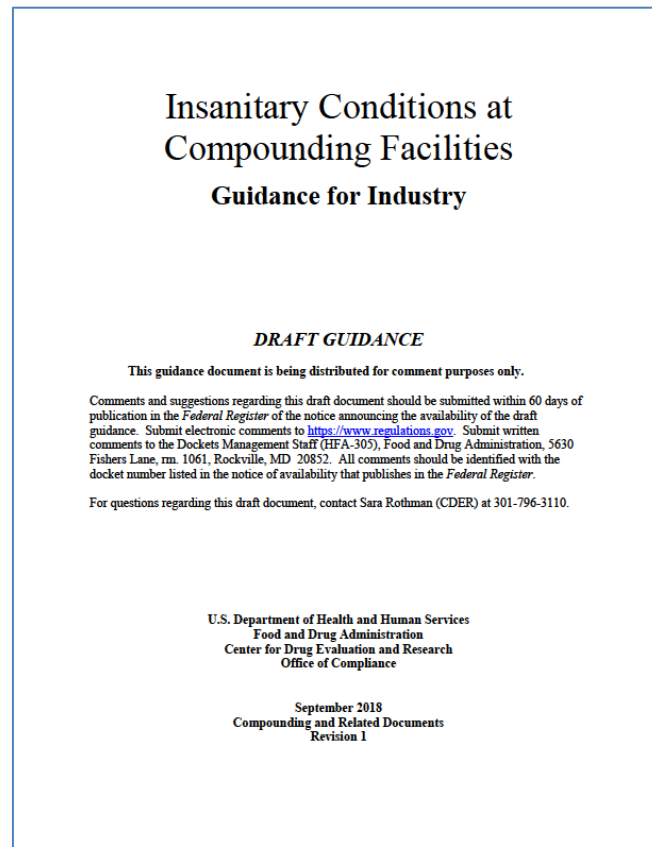 Insanitary Conditions at
Compounding Facilities
Guidance for Industry
DRAFT GUIDANCE
This guidance document is being distributed for comment purposes only.
Comments and suggestions regarding this draft document should be submitted within 60 days of
publication in the Federal Register of the notice announcing the availability of the draft
guidance. Submit electronic comments to https://www.regulations.gov. Submit written
comments to the Dockets Management Staff (HFA-305), Food and Drug Administration, 5630
Fishers Lane, rm. 1061, Rockville, MD 20852. All comments should be identified with the
docket number listed in the notice of availability that publishes in the Federal Register.
For questions regarding this draft document, contact Sara Rothman (CDER) at 301-796-3110.
U.S. Department of Health and Human Services
Food and Drug Administration
Center for Drug Evaluation and Research
Office of Compliance
September 2018
Compounding and Related Documents
Revision 1